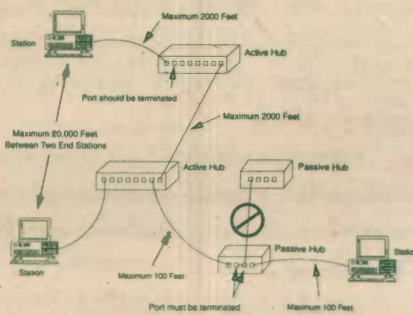 Maximum 2000 Feet
Station
Active Hub
Port should be terminated
Maximum 2000 Feet
Maximum 20,000 Feet
Between Two End Stations
Active Hub
Passive Hub
Passive Hub
Station
Station
Maximum 100 Feet
Port must be terminated
Maximum 100 Feet